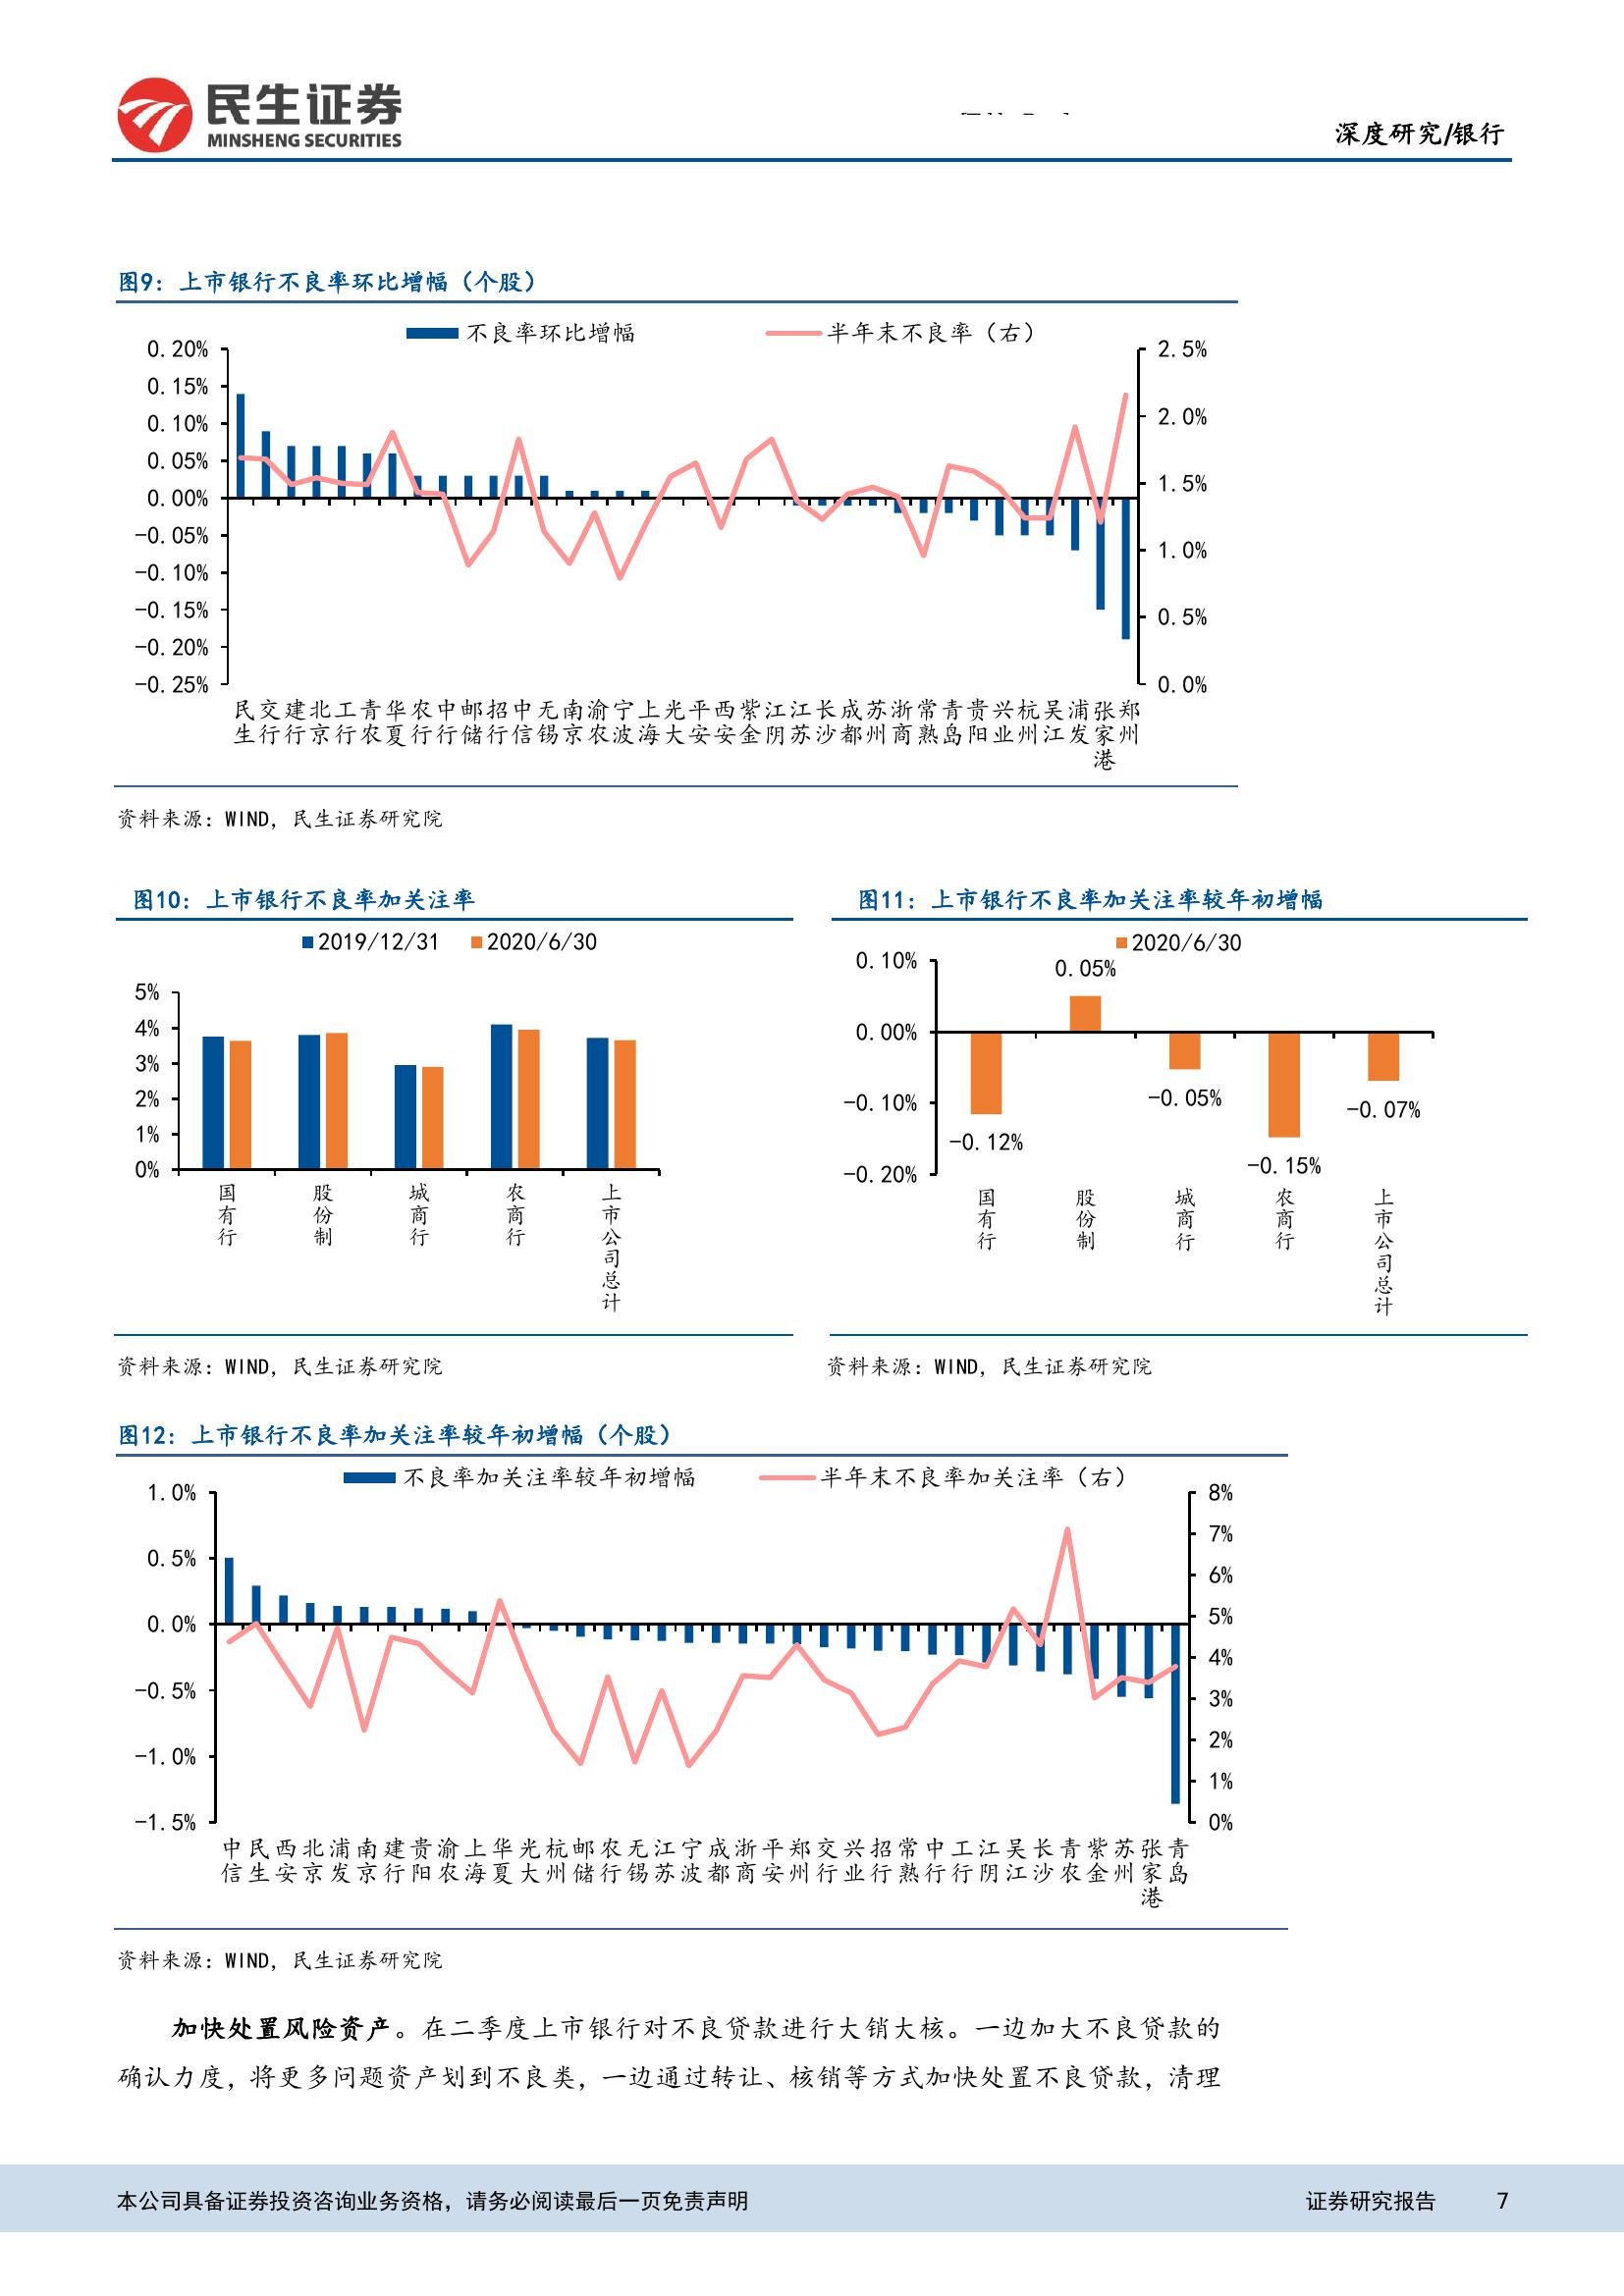 民生证券
MINSHENG SECURITIES
深度研究/银行
图9：上市银行不良率环比增幅（个股）
不良率环比增幅 半年末不良率（右）
0.20%
0.15%
0.10%
0.05%
0.00%
-0.05%
-0.10%
-0.15%
-0.20%
-0.25%
2.5%
2.0%
1.5%
1.0%
0.5%
0.0%
民生 交行 建行 北京 工行 青农 华夏 农行 中行 邮储 招行 中信 无锡 南京 渝农 宁波 上海 光大 平安 西安 紫金 江阴 江苏 长沙 成都 苏州 浙商 常熟 青岛 贵阳 兴业 杭州 吴江 浦发 张家港 郑州
资料来源：WIND，民生证券研究院
图10：上市银行不良率加关注率
2019/12/31 2020/6/30
5%
4%
3%
2%
1%
0%
国有行 股份制 城商行 农商行 上市公司总计
资料来源：WIND，民生证券研究院
图11：上市银行不良率加关注率较年初增幅
2020/6/30
0.10%
0.00%
-0.10%
-0.20%
-0.12%
0.05%
-0.05%
-0.15%
-0.07%
国有行 股份制 城商行 农商行 上市公司总计
资料来源：WIND，民生证券研究院
图12：上市银行不良率加关注率较年初增幅（个股）
不良率加关注率较年初增幅 半年末不良率加关注率（右）
1.0%
0.5%
0.0%
-0.5%
-1.0%
-1.5%
8%
7%
6%
5%
4%
3%
2%
1%
0%
中信 民生 西安 北京 浦发 南京 建行 贵阳 渝农 上海 华夏 光大 杭州 邮储 农行 无锡 江苏 宁波 成都 浙商 平安 郑州 交行 兴业 招行 常熟 中行 工行 江阴 吴江 长沙 青农 紫金 苏州 张家港 青岛
资料来源：WIND，民生证券研究院
加快处置风险资产。在二季度上市银行对不良贷款进行大销大核。一边加大不良贷款的
确认力度，将更多问题资产划到不良类，一边通过转让、核销等方式加快处置不良贷款，清理
本公司具备证券投资咨询业务资格，请务必阅读最后一页免责声明 证券研究报告 7